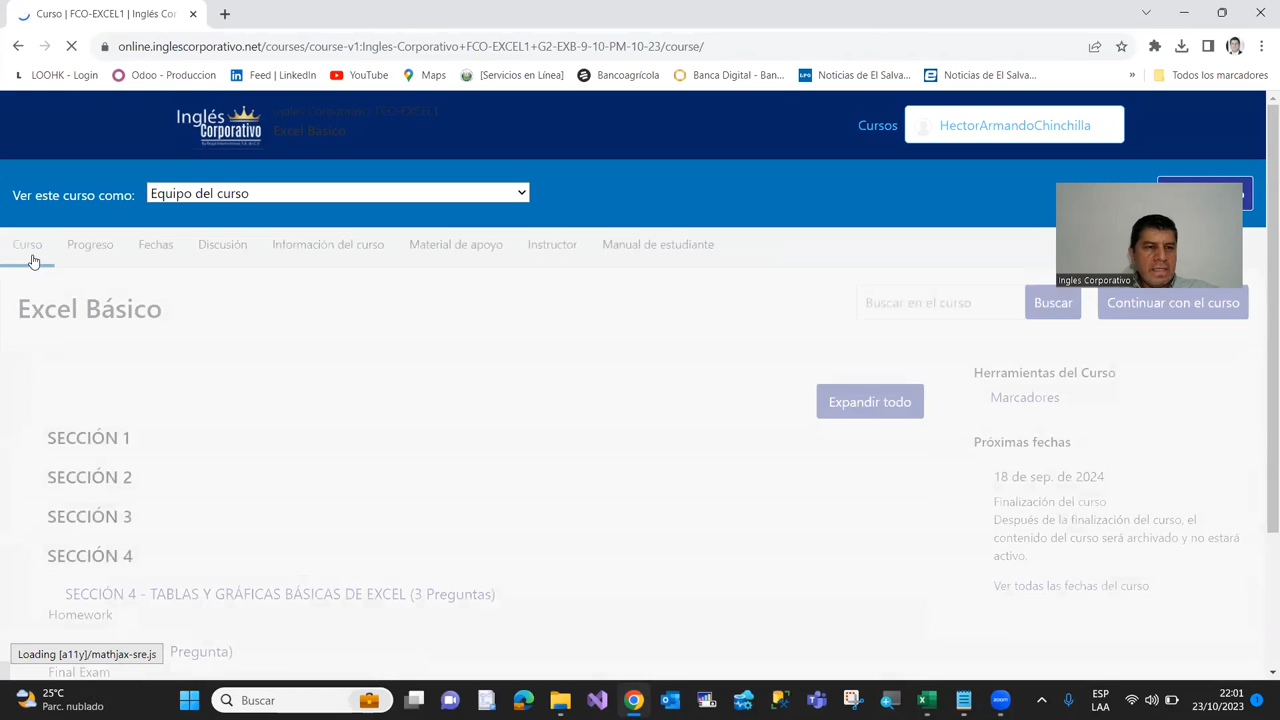 Curso | FCO-EXCEL1 | Inglés Cor
online.inglescorporativo.net/courses/course-v1:Ingles-Corporativo+FCO-EXCEL1+G2-EXB-9-10-PM-10-23/course/
LOOHK - Login
Odoo - Produccion
Feed | LinkedIn
YouTube
Maps
[Servicios en Línea]
Bancoagrícola
Banca Digital - Ban...
LPG
Noticias de El Salva...
Noticias de El Salva...
»
Todos los marcadores
Inglés
Corporativo
Excel Básico
Cursos
HectorArmandoChinchilla
Ver este curso como:
Equipo del curso
Curso
Progreso
Fechas
Discusión
Información del curso
Material de apoyo
Instructor
Manual de estudiante
Ingles Corporativo
Excel Básico
Buscar en el curso
Buscar
Continuar con el curso
Expandir todo
Herramientas del Curso
Marcadores
Próximas fechas
18 de sep. de 2024
Finalización del curso
Después de la finalización del curso, el
contenido del curso será archivado y no estará
activo.
Ver todas las fechas del curso
SECCIÓN 1
SECCIÓN 2
SECCIÓN 3
SECCIÓN 4
SECCIÓN 4 - TABLAS Y GRÁFICAS BÁSICAS DE EXCEL (3 Preguntas)
Homework
Pregunta)
Final Exam
Loading [a11y]/mathjax-sre.js
25°C
Parc. nublado
Buscar
ESP
LAA
22:01
23/10/2023